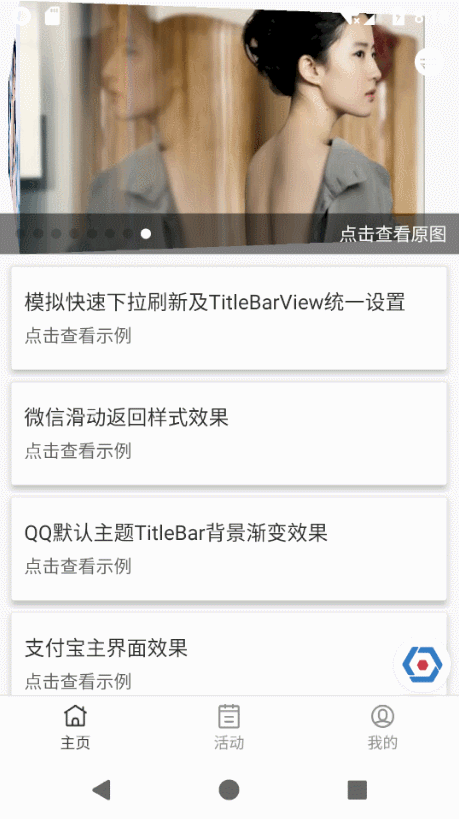 点击查看原图
模拟快速下拉刷新及TitleBarView统一设置
点击查看示例
微信滑动返回样式效果
点击查看示例
QQ默认主题TitleBar背景渐变效果
点击查看示例
支付宝主界面效果
点击查看示例
主页
活动
我的